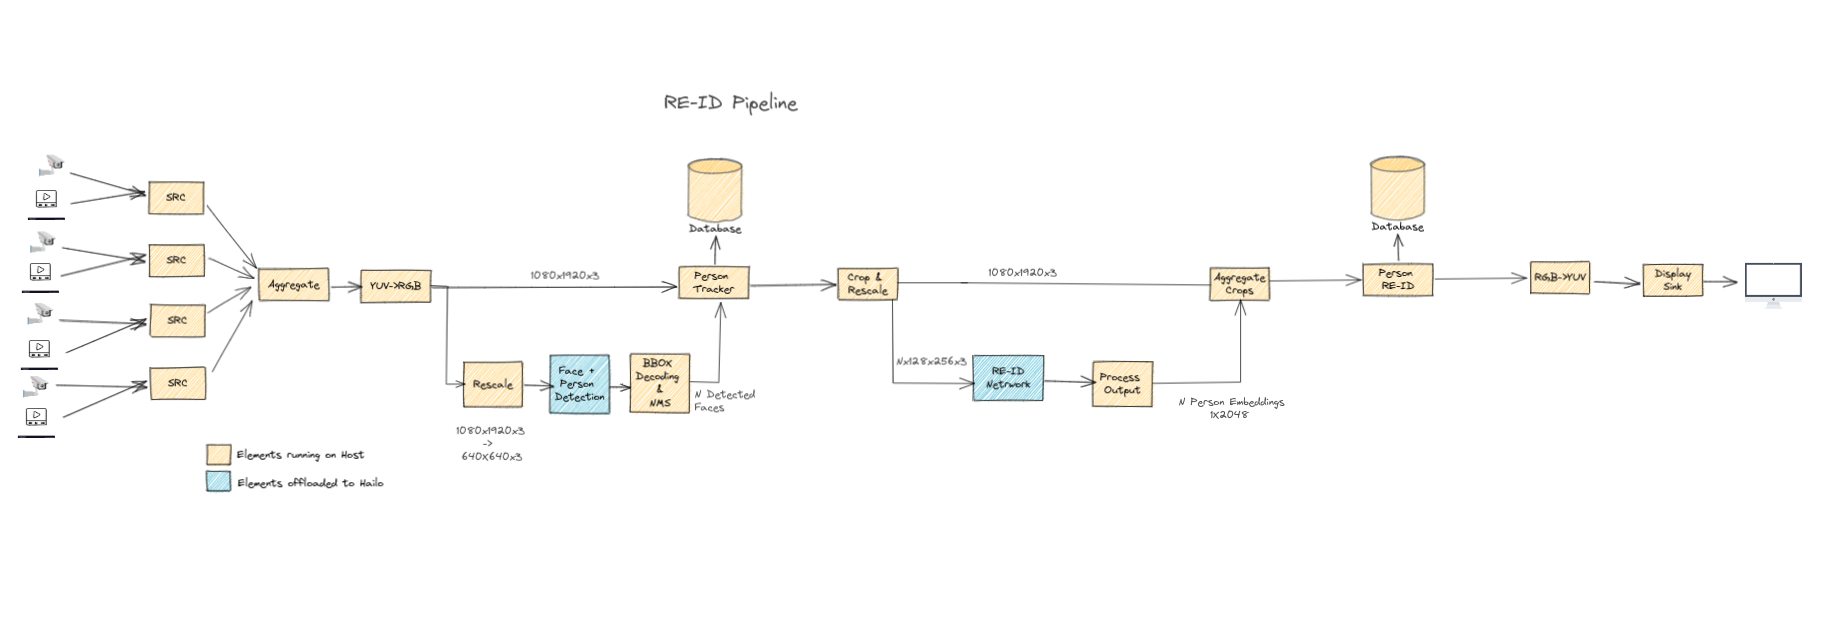 RE-ID Pipeline
SRC
SRC
SRC
SRC
Aggregate
YUV->RGB
1080x1920x3
Database
Person
Tracker
Rescale
1080x1920x3
->
640x640x3
Face +
Person
Detection
BBOX
Decoding
&
NMS
N Detected
Faces
Crop &
Rescale
1080x1920x3
Nx128x256x3
RE-ID
Network
Process
Output
N Person Embeddings
1x2048
Aggregate
Crops
Database
Person
RE-ID
RGB->YUV
Display
Sink
Elements running on Host
Elements offloaded to Hailo